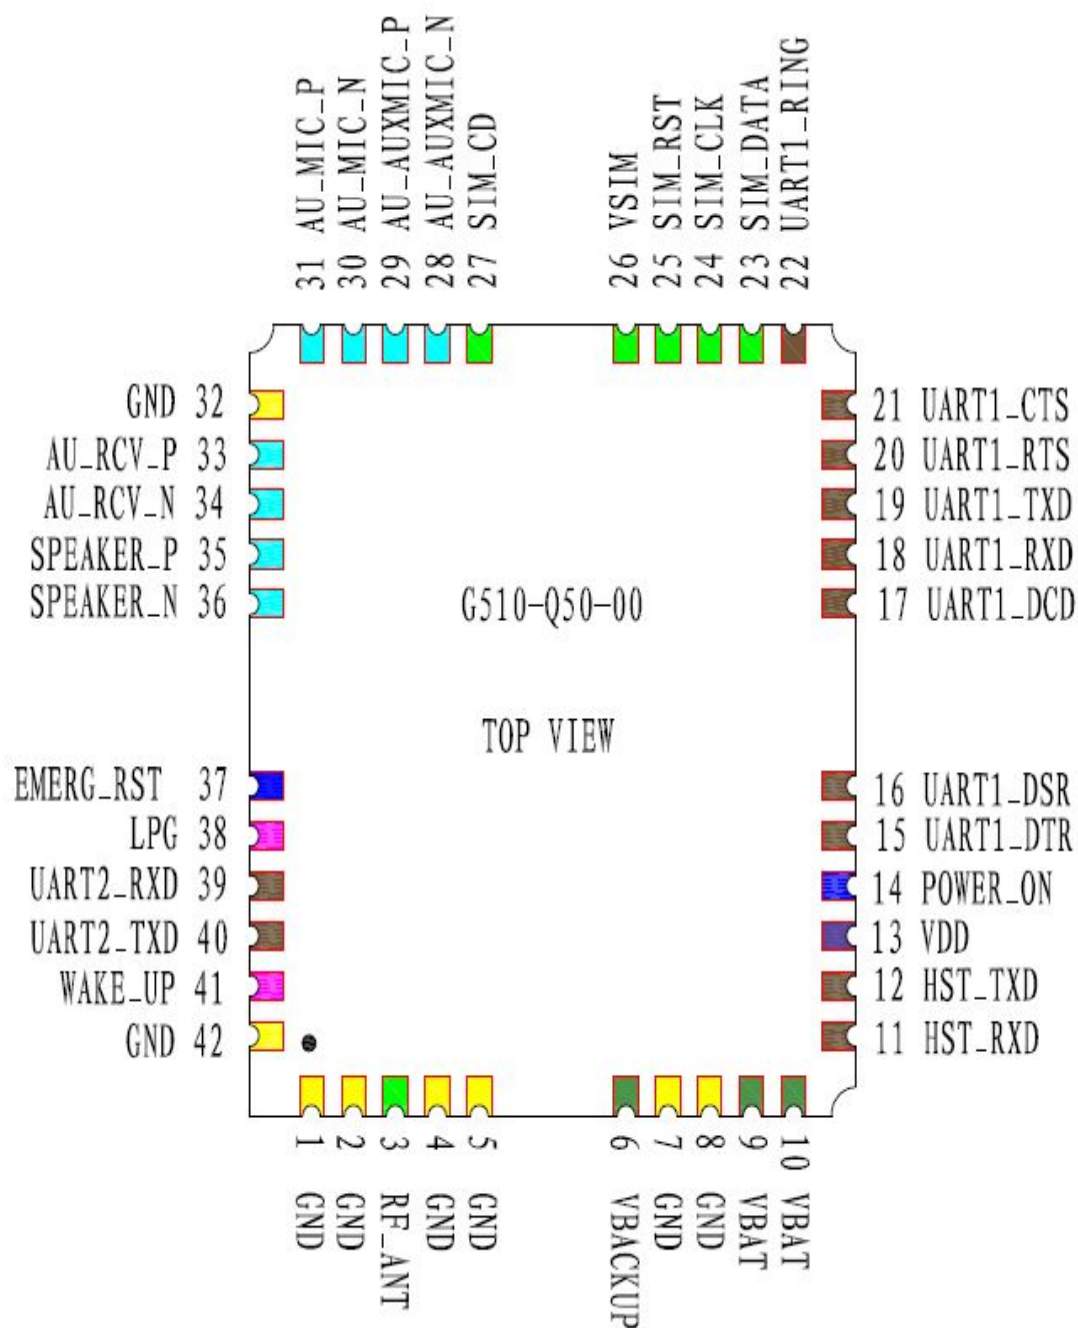 31 AU_MIC_P
30 AU_MIC_N
29 AU_AUXMIC_P
28 AU_AUXMIC_N
27 SIM_CD
26 VSIM
25 SIM_RST
24 SIM_CLK
23 SIM_DATA
22 UART1_RING
GND 32
AU_RCV_P 33
AU_RCV_N 34
SPEAKER_P 35
SPEAKER_N 36
EMERG_RST 37
LPG 38
UART2_RXD 39
UART2_TXD 40
WAKE_UP 41
GND 42
G510-Q50-00
TOP VIEW
21 UART1_CTS
20 UART1_RTS
19 UART1_TXD
18 UART1_RXD
17 UART1_DCD
16 UART1_DSR
15 UART1_DTR
14 POWER_ON
13 VDD
12 HST_TXD
11 HST_RXD
1 GND
2 GND
3 RF_ANT
4 GND
5 GND
6 VBACKUP
7 GND
8 GND
9 VBAT
10 VBAT